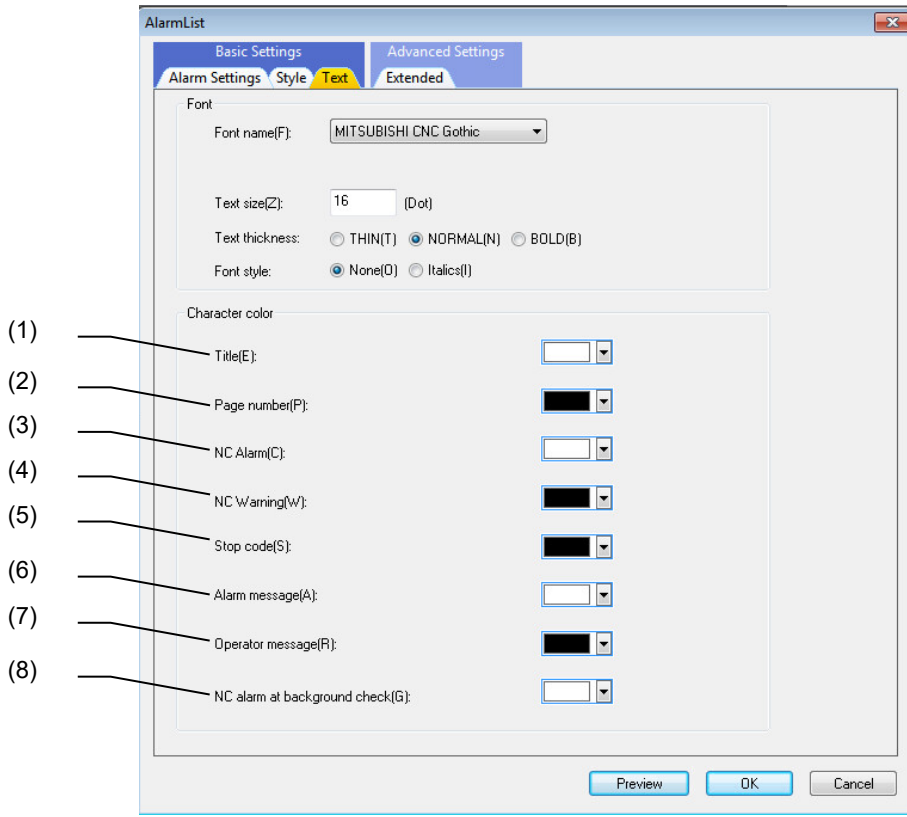 AlarmList
Basic Settings Advanced Settings
Alarm Settings Style Text Extended
Font
Font name(F): MITSUBISHI CNC Gothic
Text size(Z): 16 (Dot)
Text thickness: THIN(T) NORMAL(N) BOLD(B)
Font style: None(O) Italics(I)
Character color
(1) Title(E):
(2) Page number(P):
(3) NC Alarm(C):
(4) NC Warning(W):
(5) Stop code(S):
(6) Alarm message(A):
(7) Operator message(R):
(8) NC alarm at background check(G):
Preview OK Cancel